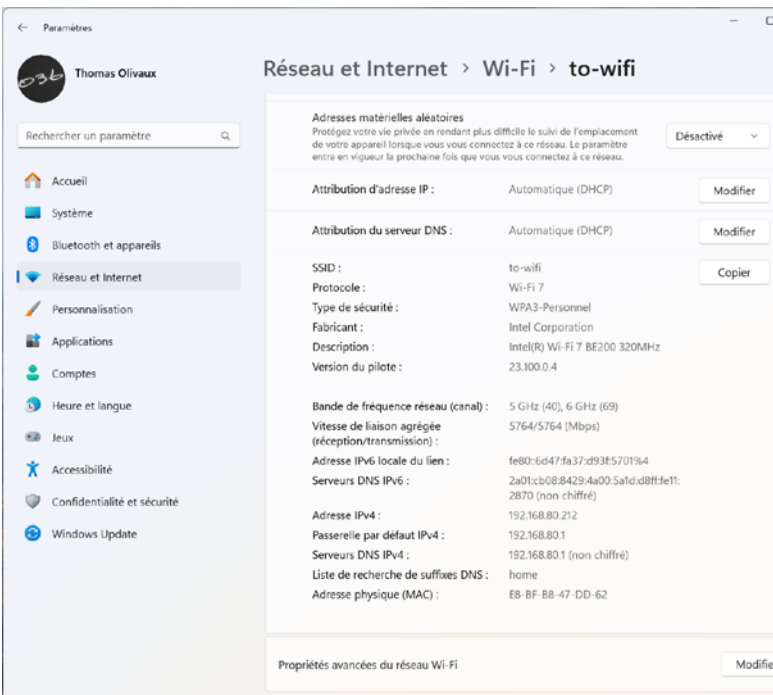 Paramètres
Thomas Olivaux
Rechercher un paramètre
Accueil
Système
Bluetooth et appareils
Réseau et Internet
Personnalisation
Applications
Comptes
Heure et langue
Jeux
Accessibilité
Confidentialité et sécurité
Windows Update
Réseau et Internet > Wi-Fi > to-wifi
Adresses matérielles aléatoires
Protégez votre vie privée en rendant plus difficile le suivi de l'emplacement
de votre appareil lorsque vous vous connectez à ce réseau. Le paramètre
entre en vigueur la prochaine fois que vous vous connectez à ce réseau.
Désactivé
Attribution d'adresse IP : Automatique (DHCP) Modifier
Attribution du serveur DNS : Automatique (DHCP) Modifier
SSID : to-wifi Copier
Protocole : Wi-Fi 7
Type de sécurité : WPA3-Personnel
Fabricant : Intel Corporation
Description : Intel(R) Wi-Fi 7 BE200 320MHz
Version du pilote : 23.100.0.4
Bande de fréquence réseau (canal) : 5 GHz (40), 6 GHz (69)
Vitesse de liaison agrégée 5764/5764 (Mbps)
(réception/transmission) :
Adresse IPv6 locale du lien : fe80::6d47:fa37:d93f:5701%4
Serveurs DNS IPv6 : 2a01:cb08:8429:4a00:5a1d:d8ff:fe11:
2870 (non chiffré)
Adresse IPv4 : 192.168.80.212
Passerelle par défaut IPv4 : 192.168.80.1
Serveurs DNS IPv4 : 192.168.80.1 (non chiffré)
Liste de recherche de suffixes DNS : home
Adresse physique (MAC) : E8-BF-B8-47-DD-62
Propriétés avancées du réseau Wi-Fi Modifie